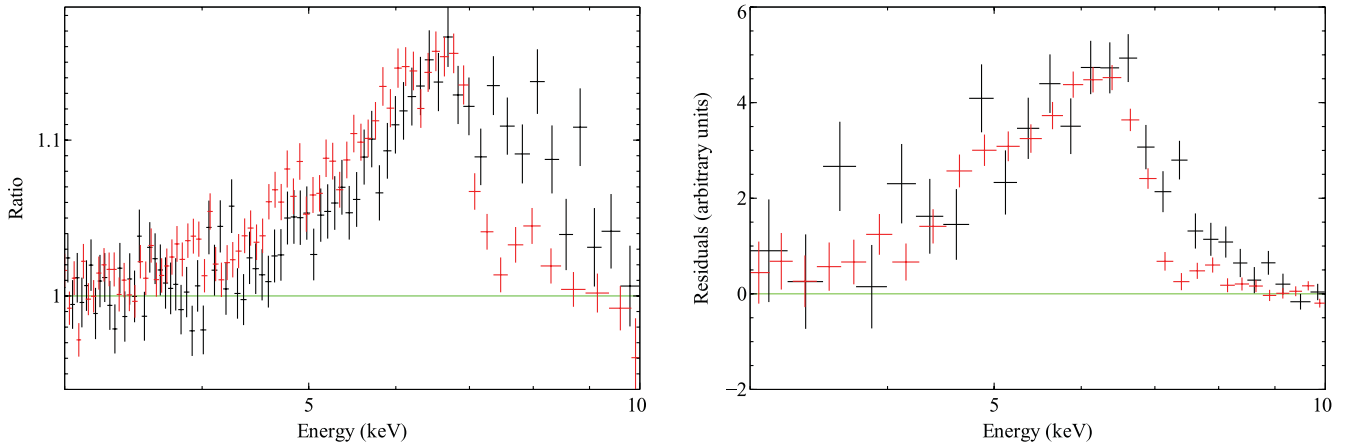 Ratio
1.1
1
5
10
Energy (keV)
Residuals (arbitrary units)
6
4
2
0
−2
5
10
Energy (keV)